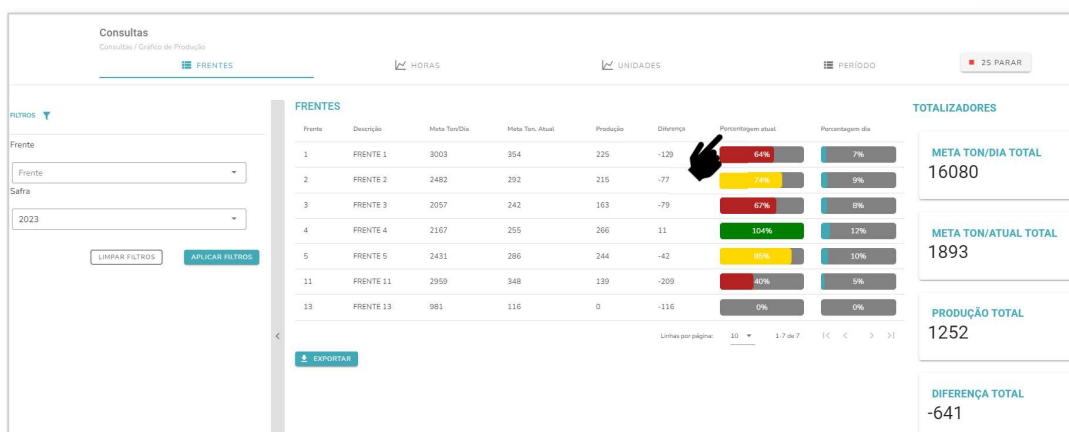 Consultas
Consultas / Gráfico de Produção
FRENTES
HORAS
UNIDADES
PERÍODO
25 PARAR
FILTROS
Frente
Frente
Safra
2023
LIMPAR FILTROS
APLICAR FILTROS
FRENTES
Frente Descrição Meta Ton/Dia Meta Ton. Atual Produção Diferença Porcentagem atual Porcentagem dia
1 FRENTE 1 3003 354 225 -129 64% 7%
2 FRENTE 2 2482 292 215 -77 74% 9%
3 FRENTE 3 2057 242 163 -79 67% 8%
4 FRENTE 4 2167 255 266 11 104% 12%
5 FRENTE 5 2431 286 244 -42 85% 10%
11 FRENTE 11 2959 348 139 -209 40% 5%
13 FRENTE 13 981 116 0 -116 0% 0%
Linhas por página: 10 1-7 de 7
EXPORTAR
TOTALIZADORES
META TON/DIA TOTAL
16080
META TON/ATUAL TOTAL
1893
PRODUÇÃO TOTAL
1252
DIFERENÇA TOTAL
-641